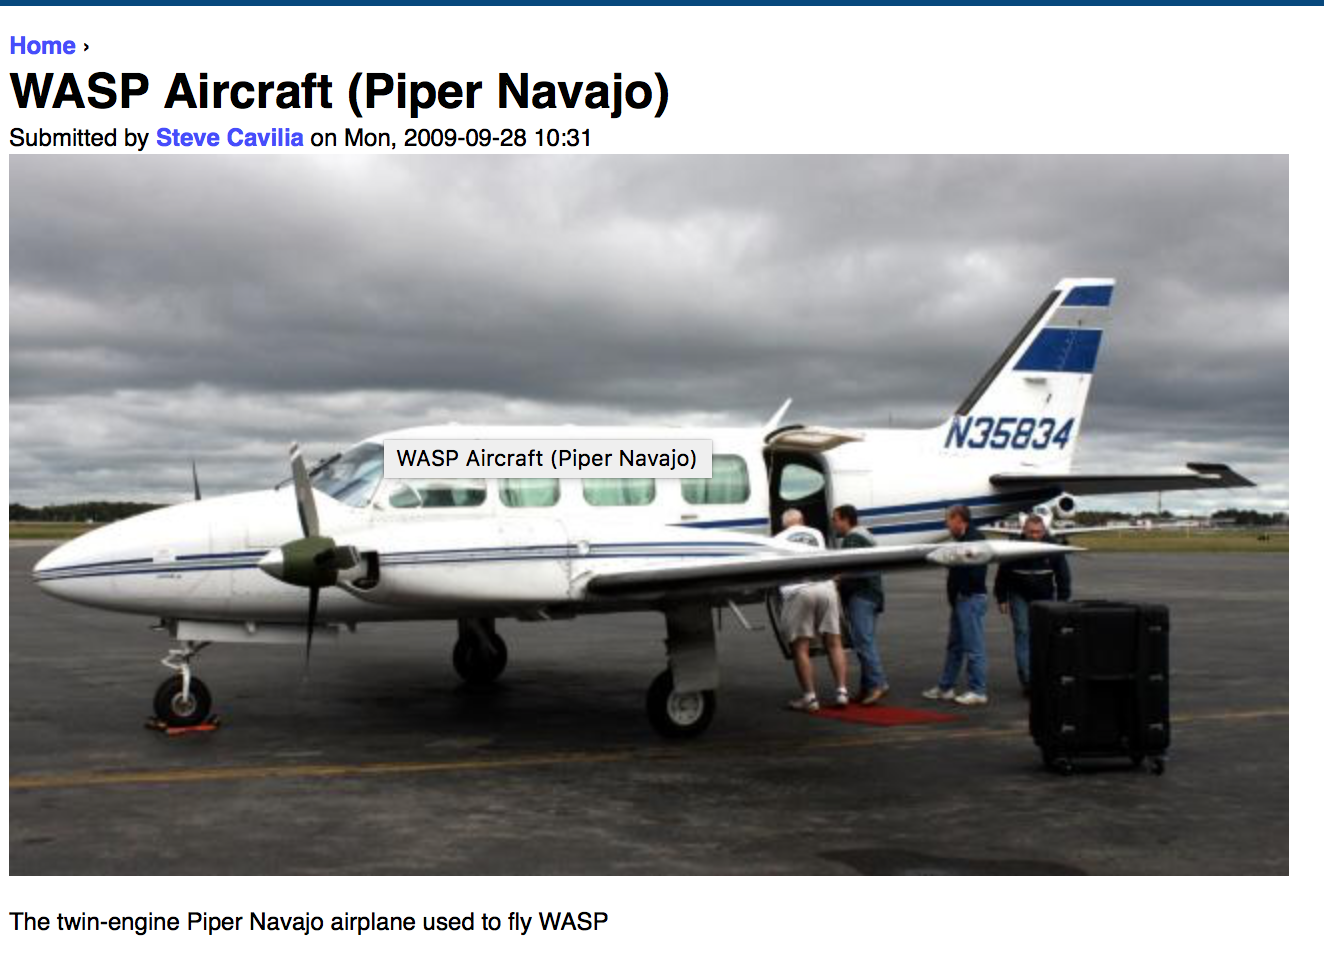 Home ›
WASP Aircraft (Piper Navajo)
Submitted by Steve Cavilia on Mon, 2009-09-28 10:31
N35834
WASP Aircraft (Piper Navajo)
The twin-engine Piper Navajo airplane used to fly WASP